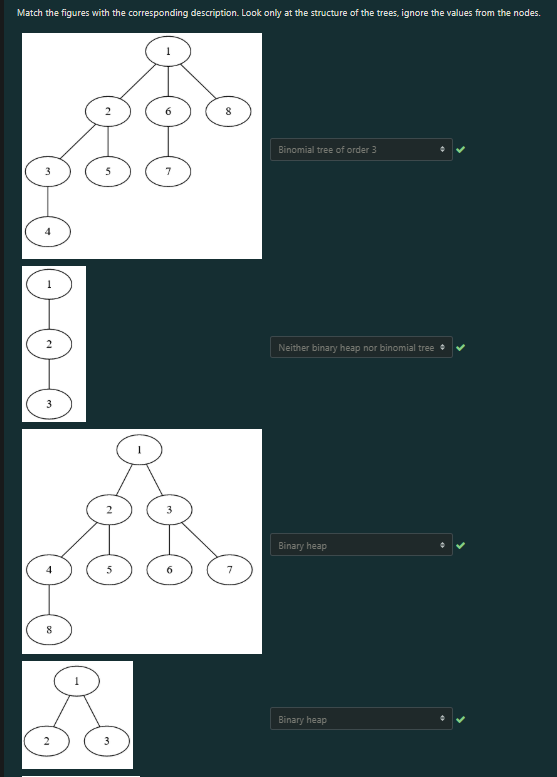 Match the figures with the corresponding description. Look only at the structure of the trees, ignore the values from the nodes.
1
2 6 8
3 5 7
4
Binomial tree of order 3
1
2
3
Neither binary heap nor binomial tree
1
2 3
4 5 6 7
8
Binary heap
1
2 3
Binary heap